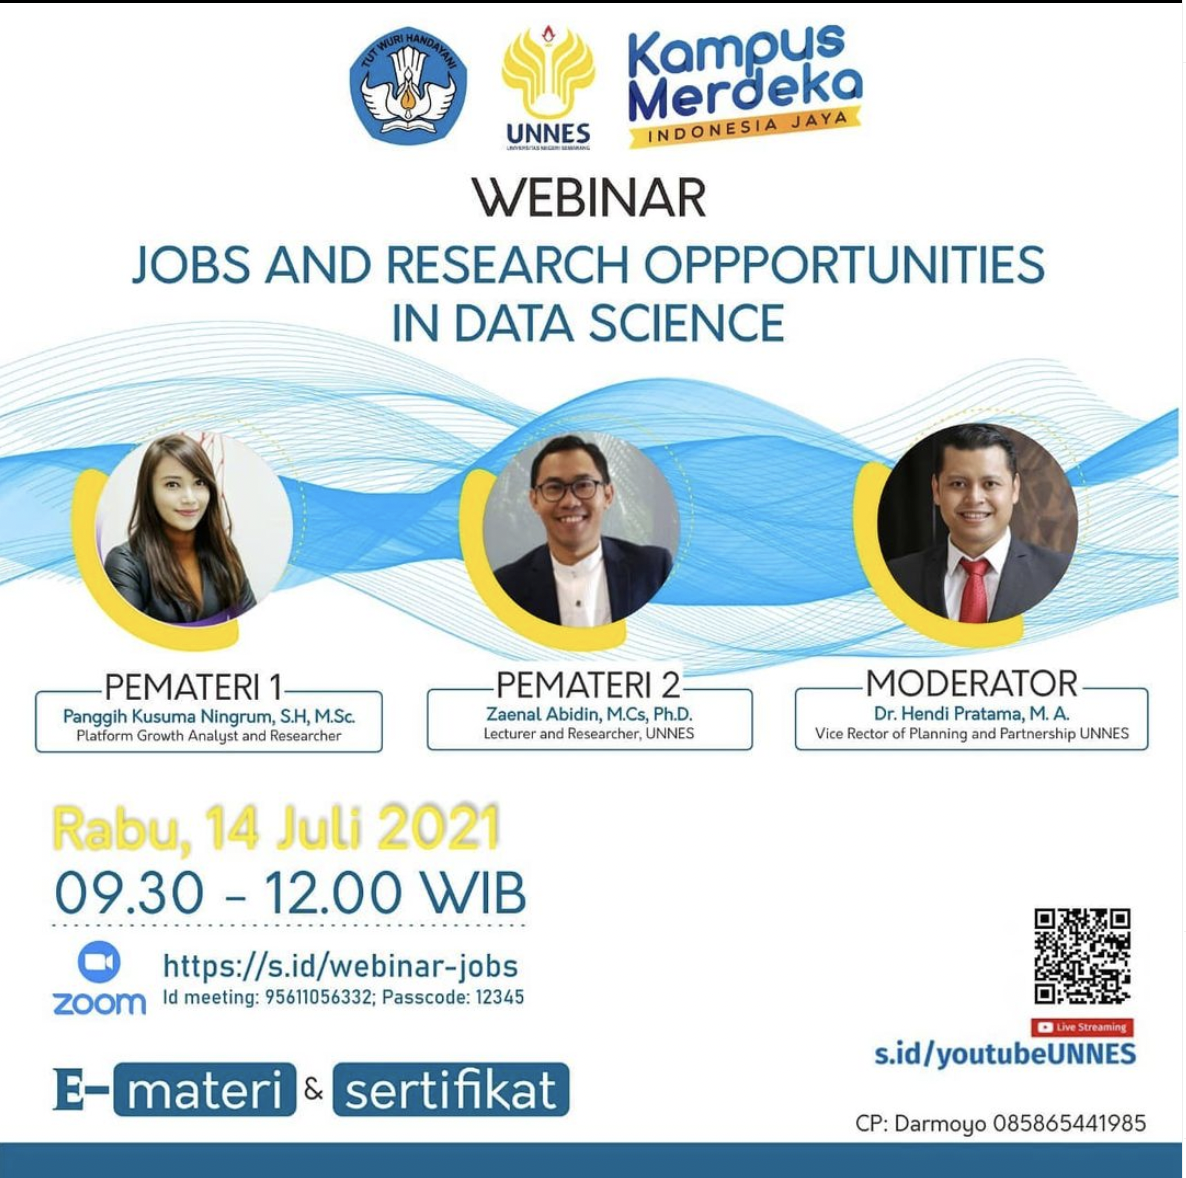 TUT WURI HANDAYANI
UNNES
UNIVERSITAS NEGERI SEMARANG
Kampus
Merdeka
INDONESIA JAYA
WEBINAR
JOBS AND RESEARCH OPPPORTUNITIES
IN DATA SCIENCE
PEMATERI 1
Panggih Kusuma Ningrum, S.H, M.Sc.
Platform Growth Analyst and Researcher
PEMATERI 2
Zaenal Abidin, M.Cs, Ph.D.
Lecturer and Researcher, UNNES
MODERATOR
Dr. Hendi Pratama, M. A.
Vice Rector of Planning and Partnership UNNES
Rabu, 14 Juli 2021
09.30 - 12.00 WIB
zoom
https://s.id/webinar-jobs
Id meeting: 95611056332; Passcode: 12345
E-materi & sertifikat
Live Streaming
s.id/youtubeUNNES
CP: Darmoyo 085865441985